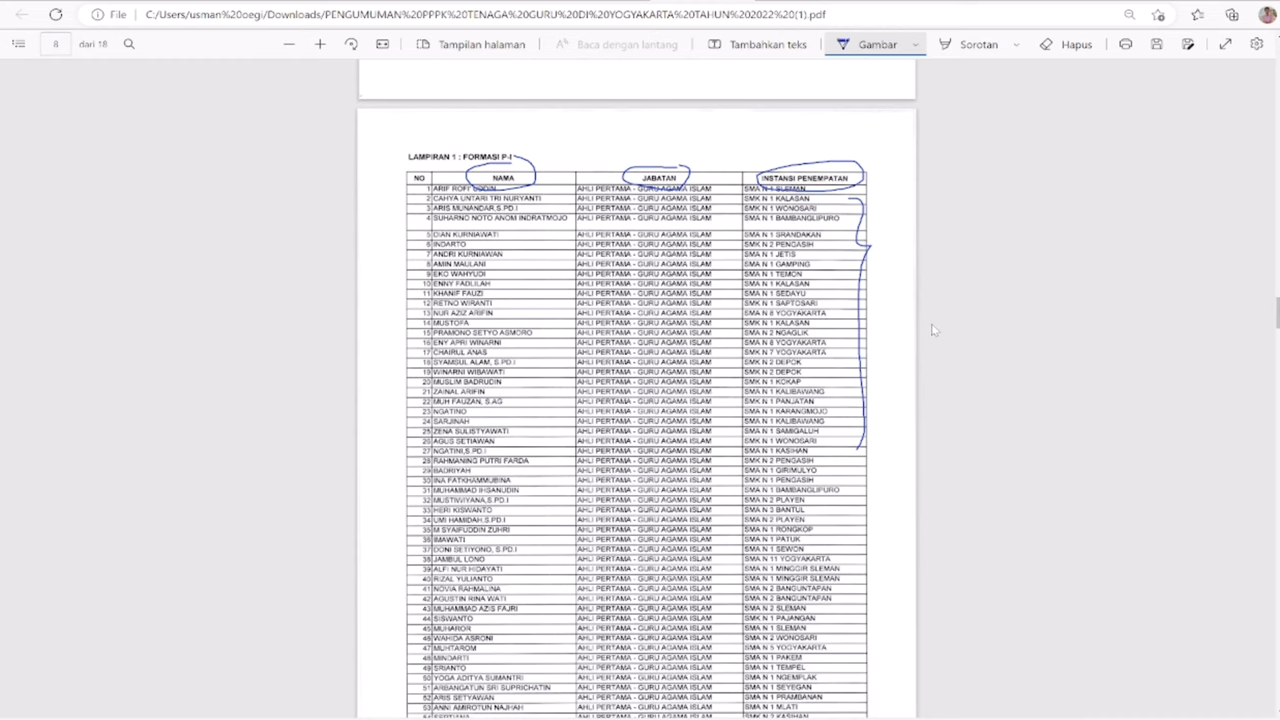 File C:/Users/usman%20oegi/Downloads/PENGUMUMAN%20PPPK%20TENAGA%20GURU%20DI%20YOGYAKARTA%20TAHUN%202022%20(1).pdf
8 dari 18 Tampilan halaman Baca dengan lantang Tambahkan teks Gambar Sorotan Hapus
LAMPIRAN 1 : FORMASI P-I
NO NAMA JABATAN INSTANSI PENEMPATAN
1 ARIF ROFI' UDDIN AHLI PERTAMA - GURU AGAMA ISLAM SMA N 1 SLEMAN
2 CAHYA UNTARI TRI NURYANTI AHLI PERTAMA - GURU AGAMA ISLAM SMK N 1 KALASAN
3 ARIS MUNANDAR,S.PD.I AHLI PERTAMA - GURU AGAMA ISLAM SMK N 1 WONOSARI
4 SUHARNO NOTO ANOM INDRATMOJO AHLI PERTAMA - GURU AGAMA ISLAM SMA N 1 BAMBANGLIPURO
5 DIAN KURNIAWATI AHLI PERTAMA - GURU AGAMA ISLAM SMA N 1 SRANDAKAN
6 INDARTO AHLI PERTAMA - GURU AGAMA ISLAM SMK N 2 PENGASIH
7 ANDRI KURNIAWAN AHLI PERTAMA - GURU AGAMA ISLAM SMA N 1 JETIS
8 AMIN MAULANI AHLI PERTAMA - GURU AGAMA ISLAM SMA N 1 GAMPING
9 EKO WAHYUDI AHLI PERTAMA - GURU AGAMA ISLAM SMA N 1 TEMON
10 ENNY FADLILAH AHLI PERTAMA - GURU AGAMA ISLAM SMA N 1 KALASAN
11 KHANIF FAUZI AHLI PERTAMA - GURU AGAMA ISLAM SMA N 1 SEDAYU
12 RETNO WIRANTI AHLI PERTAMA - GURU AGAMA ISLAM SMK N 1 SAPTOSARI
13 NUR AZIZ ARIFIN AHLI PERTAMA - GURU AGAMA ISLAM SMA N 8 YOGYAKARTA
14 MUSTOFA AHLI PERTAMA - GURU AGAMA ISLAM SMK N 1 KALASAN
15 PRAMONO SETYO ASMORO AHLI PERTAMA - GURU AGAMA ISLAM SMA N 2 NGAGLIK
16 ENY APRI WINARNI AHLI PERTAMA - GURU AGAMA ISLAM SMA N 8 YOGYAKARTA
17 CHAIRUL ANAS AHLI PERTAMA - GURU AGAMA ISLAM SMK N 7 YOGYAKARTA
18 SYAMSUL ALAM, S.PD.I AHLI PERTAMA - GURU AGAMA ISLAM SMK N 2 DEPOK
19 WINARNI WIBAWATI AHLI PERTAMA - GURU AGAMA ISLAM SMK N 2 DEPOK
20 MUSLIM BADRUDIN AHLI PERTAMA - GURU AGAMA ISLAM SMK N 1 KOKAP
21 ZAINAL ARIFIN AHLI PERTAMA - GURU AGAMA ISLAM SMA N 1 KALIBAWANG
22 MUH FAUZAN, S.AG AHLI PERTAMA - GURU AGAMA ISLAM SMK N 1 PANJATAN
23 NGATINO AHLI PERTAMA - GURU AGAMA ISLAM SMA N 1 KARANGMOJO
24 SARJINAH AHLI PERTAMA - GURU AGAMA ISLAM SMA N 1 KALIBAWANG
25 ZENA SULISTYAWATI AHLI PERTAMA - GURU AGAMA ISLAM SMA N 1 SAMIGALUH
26 AGUS SETIAWAN AHLI PERTAMA - GURU AGAMA ISLAM SMK N 1 WONOSARI
27 NGATINI,S.PD.I AHLI PERTAMA - GURU AGAMA ISLAM SMA N 1 KASIHAN
28 RAHMANING PUTRI FARDA AHLI PERTAMA - GURU AGAMA ISLAM SMK N 2 PENGASIH
29 BADRIYAH AHLI PERTAMA - GURU AGAMA ISLAM SMA N 1 GIRIMULYO
30 INA FATKHAMMUBINA AHLI PERTAMA - GURU AGAMA ISLAM SMK N 1 PENGASIH
31 MUHAMMAD IHSANUDIN AHLI PERTAMA - GURU AGAMA ISLAM SMA N 1 BAMBANGLIPURO
32 MUSTIWIYANA,S.PD.I AHLI PERTAMA - GURU AGAMA ISLAM SMA N 2 PLAYEN
33 HERI KISWANTO AHLI PERTAMA - GURU AGAMA ISLAM SMA N 3 BANTUL
34 UMI HAMIDAH,S.PD.I AHLI PERTAMA - GURU AGAMA ISLAM SMA N 2 PLAYEN
35 M SYAIFUDDIN ZUHRI AHLI PERTAMA - GURU AGAMA ISLAM SMA N 1 RONGKOP
36 IMAWATI AHLI PERTAMA - GURU AGAMA ISLAM SMA N 1 PATUK
37 DONI SETIYONO, S.PD.I AHLI PERTAMA - GURU AGAMA ISLAM SMA N 1 SEWON
38 JAMBUL LONO AHLI PERTAMA - GURU AGAMA ISLAM SMA N 11 YOGYAKARTA
39 ALFI NUR HIDAYATI AHLI PERTAMA - GURU AGAMA ISLAM SMA N 1 MINGGIR SLEMAN
40 RIZAL YULIANTO AHLI PERTAMA - GURU AGAMA ISLAM SMA N 1 MINGGIR SLEMAN
41 NOVIA RAHMALINA AHLI PERTAMA - GURU AGAMA ISLAM SMA N 2 BANGUNTAPAN
42 AGUSTIN RINA WATI AHLI PERTAMA - GURU AGAMA ISLAM SMA N 2 BANGUNTAPAN
43 MUHAMMAD AZIS FAJRI AHLI PERTAMA - GURU AGAMA ISLAM SMA N 2 SLEMAN
44 SISWANTO AHLI PERTAMA - GURU AGAMA ISLAM SMK N 1 PAJANGAN
45 MUHAROR AHLI PERTAMA - GURU AGAMA ISLAM SMA N 1 SLEMAN
46 WAHIDA ASRONI AHLI PERTAMA - GURU AGAMA ISLAM SMA N 2 WONOSARI
47 MUHTAROM AHLI PERTAMA - GURU AGAMA ISLAM SMA N 5 YOGYAKARTA
48 MINDARTI AHLI PERTAMA - GURU AGAMA ISLAM SMA N 1 PAKEM
49 SRIANTO AHLI PERTAMA - GURU AGAMA ISLAM SMA N 1 TEMPEL
50 YOGA ADITYA SUMANTRI AHLI PERTAMA - GURU AGAMA ISLAM SMA N 1 NGEMPLAK
51 ARBANGATUN SRI SUPRICHATIN AHLI PERTAMA - GURU AGAMA ISLAM SMA N 1 SEYEGAN
52 ARIS SETYAWAN AHLI PERTAMA - GURU AGAMA ISLAM SMA N 1 PRAMBANAN
53 ANNI AMIROTUN NAJHAH AHLI PERTAMA - GURU AGAMA ISLAM SMA N 1 MLATI